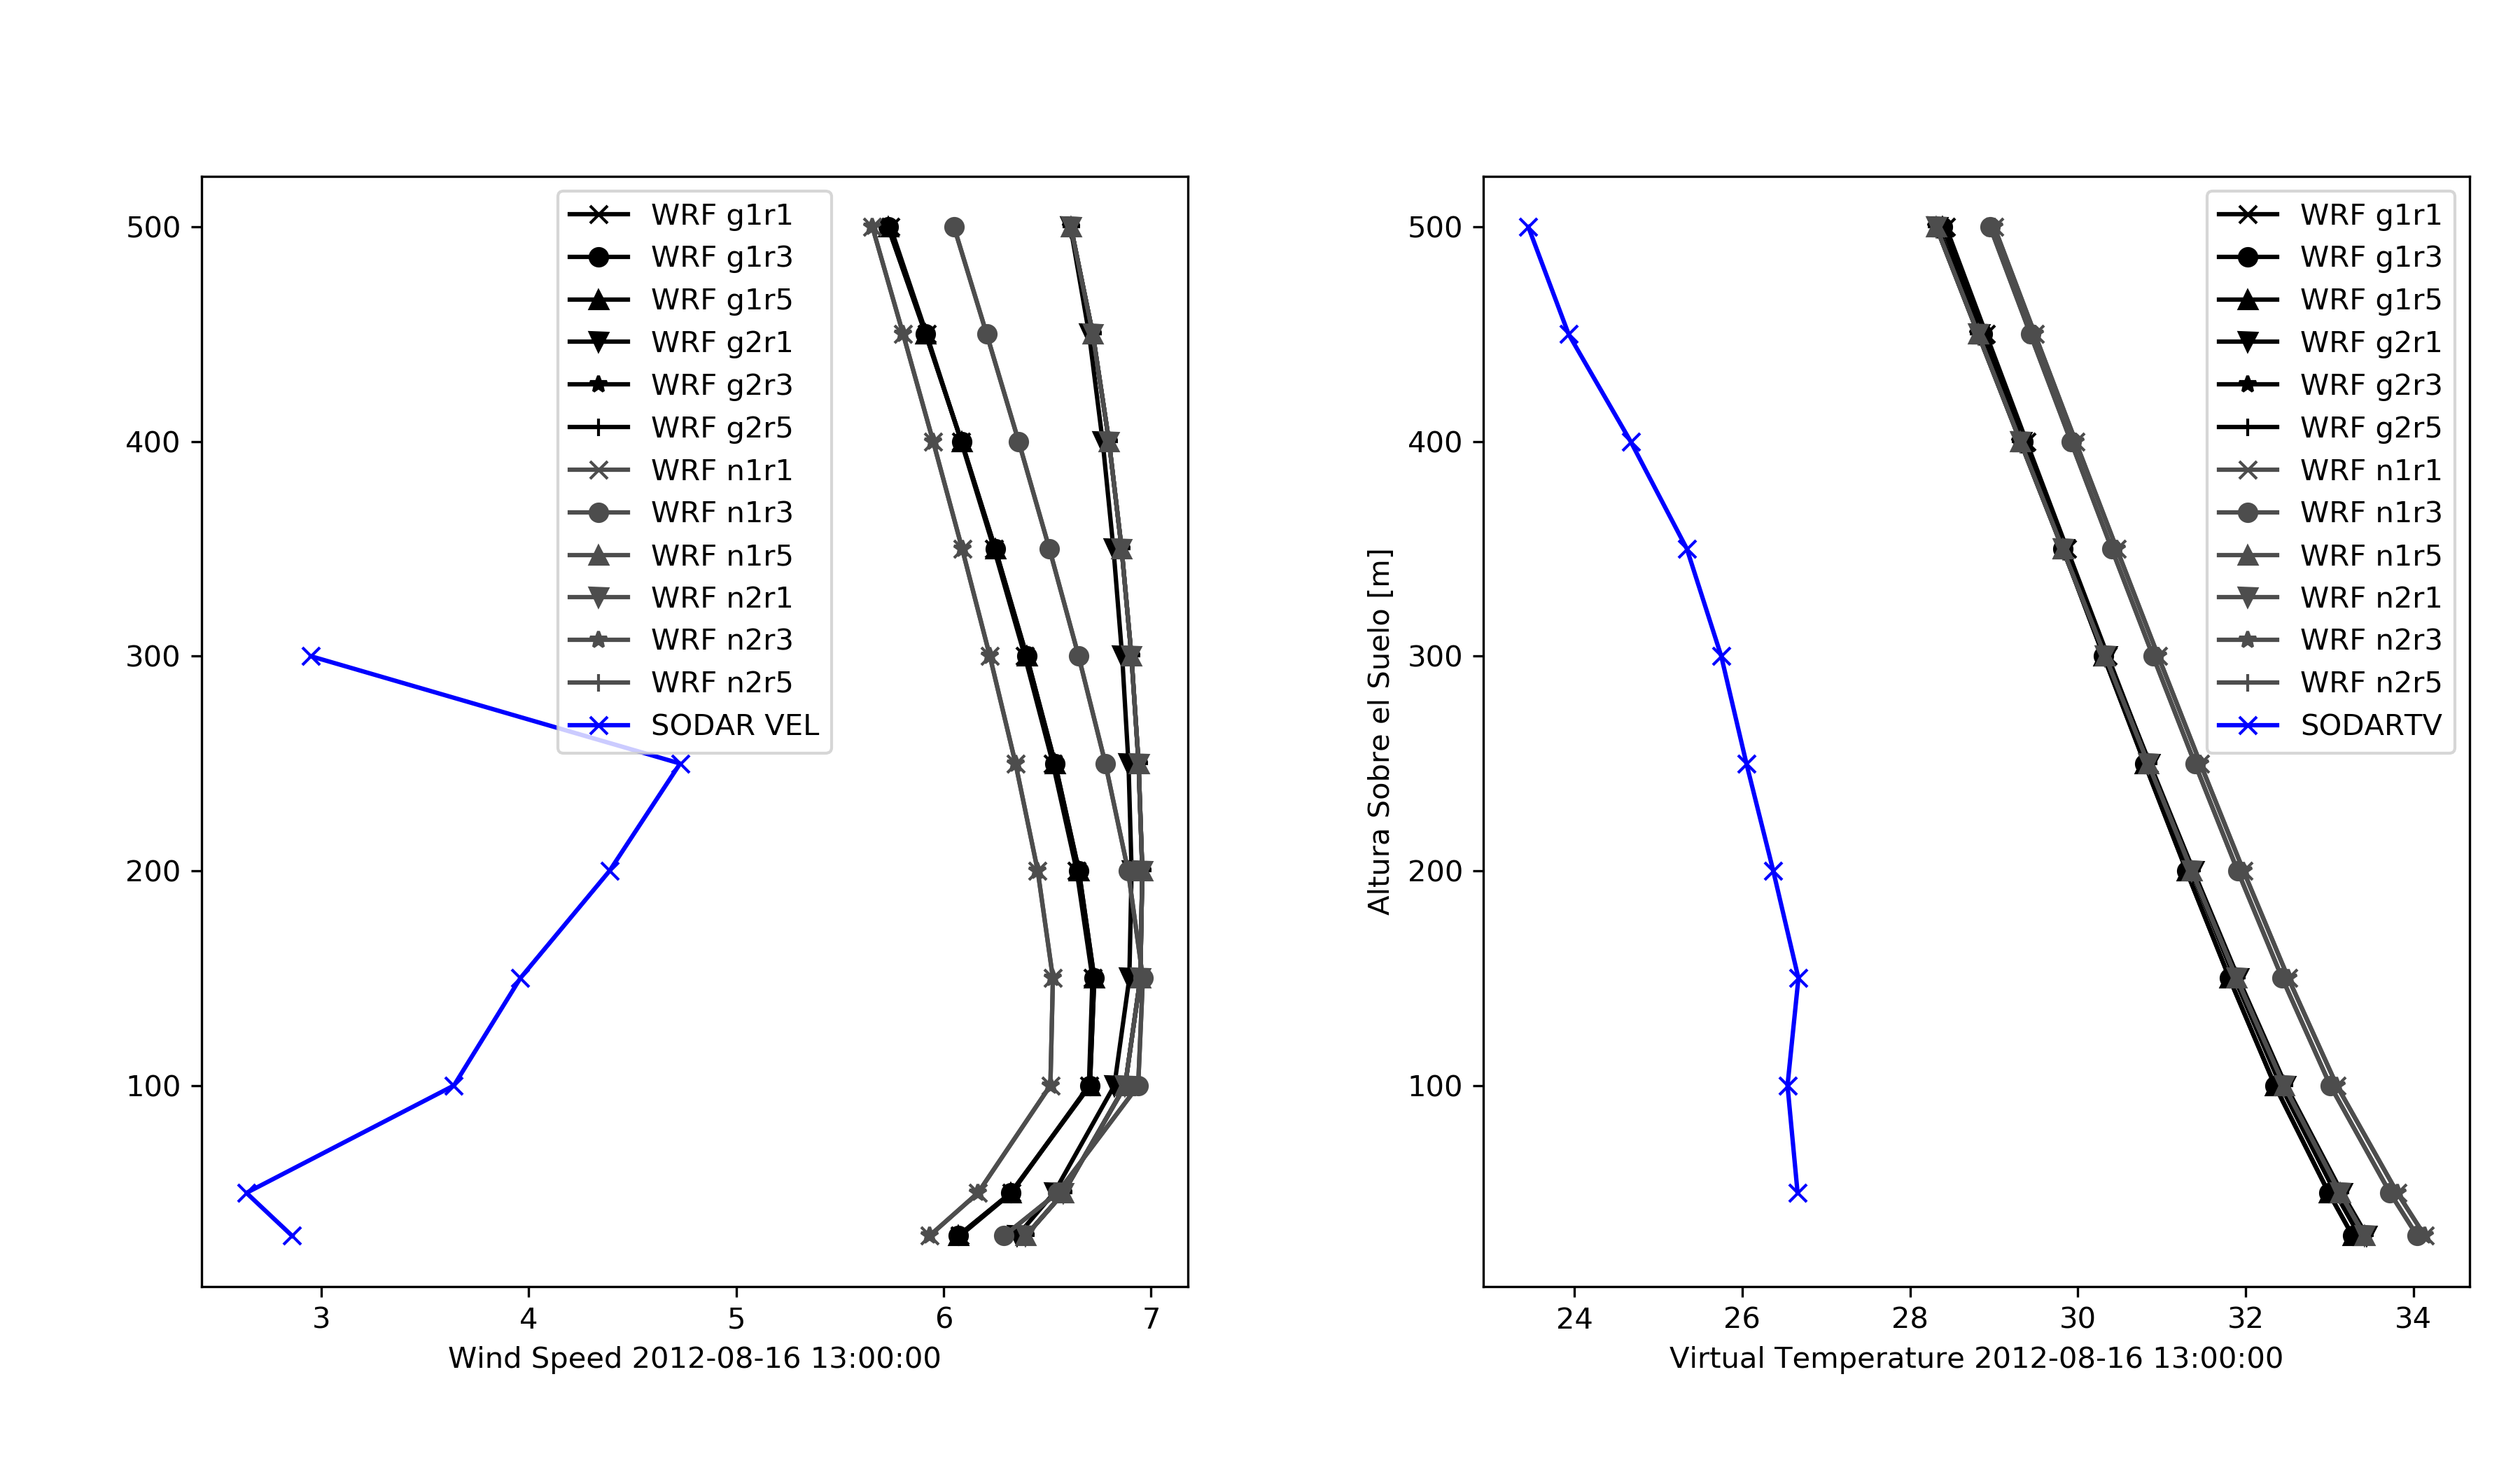 500
400
300
200
100
3 4 5 6 7
Wind Speed 2012-08-16 13:00:00
WRF g1r1
WRF g1r3
WRF g1r5
WRF g2r1
WRF g2r3
WRF g2r5
WRF n1r1
WRF n1r3
WRF n1r5
WRF n2r1
WRF n2r3
WRF n2r5
SODAR VEL
Altura Sobre el Suelo [m]
500
400
300
200
100
24 26 28 30 32 34
Virtual Temperature 2012-08-16 13:00:00
WRF g1r1
WRF g1r3
WRF g1r5
WRF g2r1
WRF g2r3
WRF g2r5
WRF n1r1
WRF n1r3
WRF n1r5
WRF n2r1
WRF n2r3
WRF n2r5
SODARTV